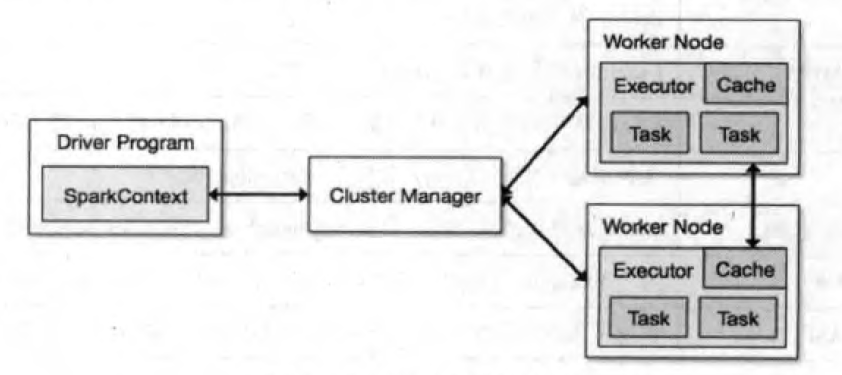 Driver Program
SparkContext
Cluster Manager
Worker Node
Executor
Cache
Task
Task
Worker Node
Executor
Cache
Task
Task